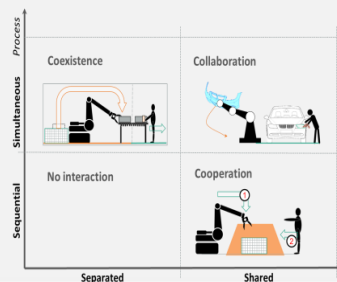 Process
Simultaneous
Sequential
Coexistence
Collaboration
No interaction
Cooperation
1
2
Separated
Shared